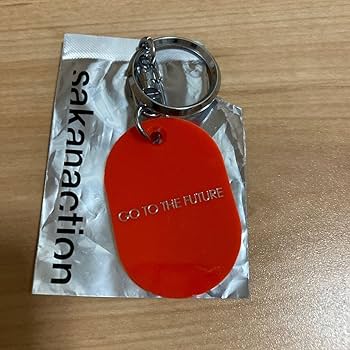 .sakanaction
GO TO THE FUTURE